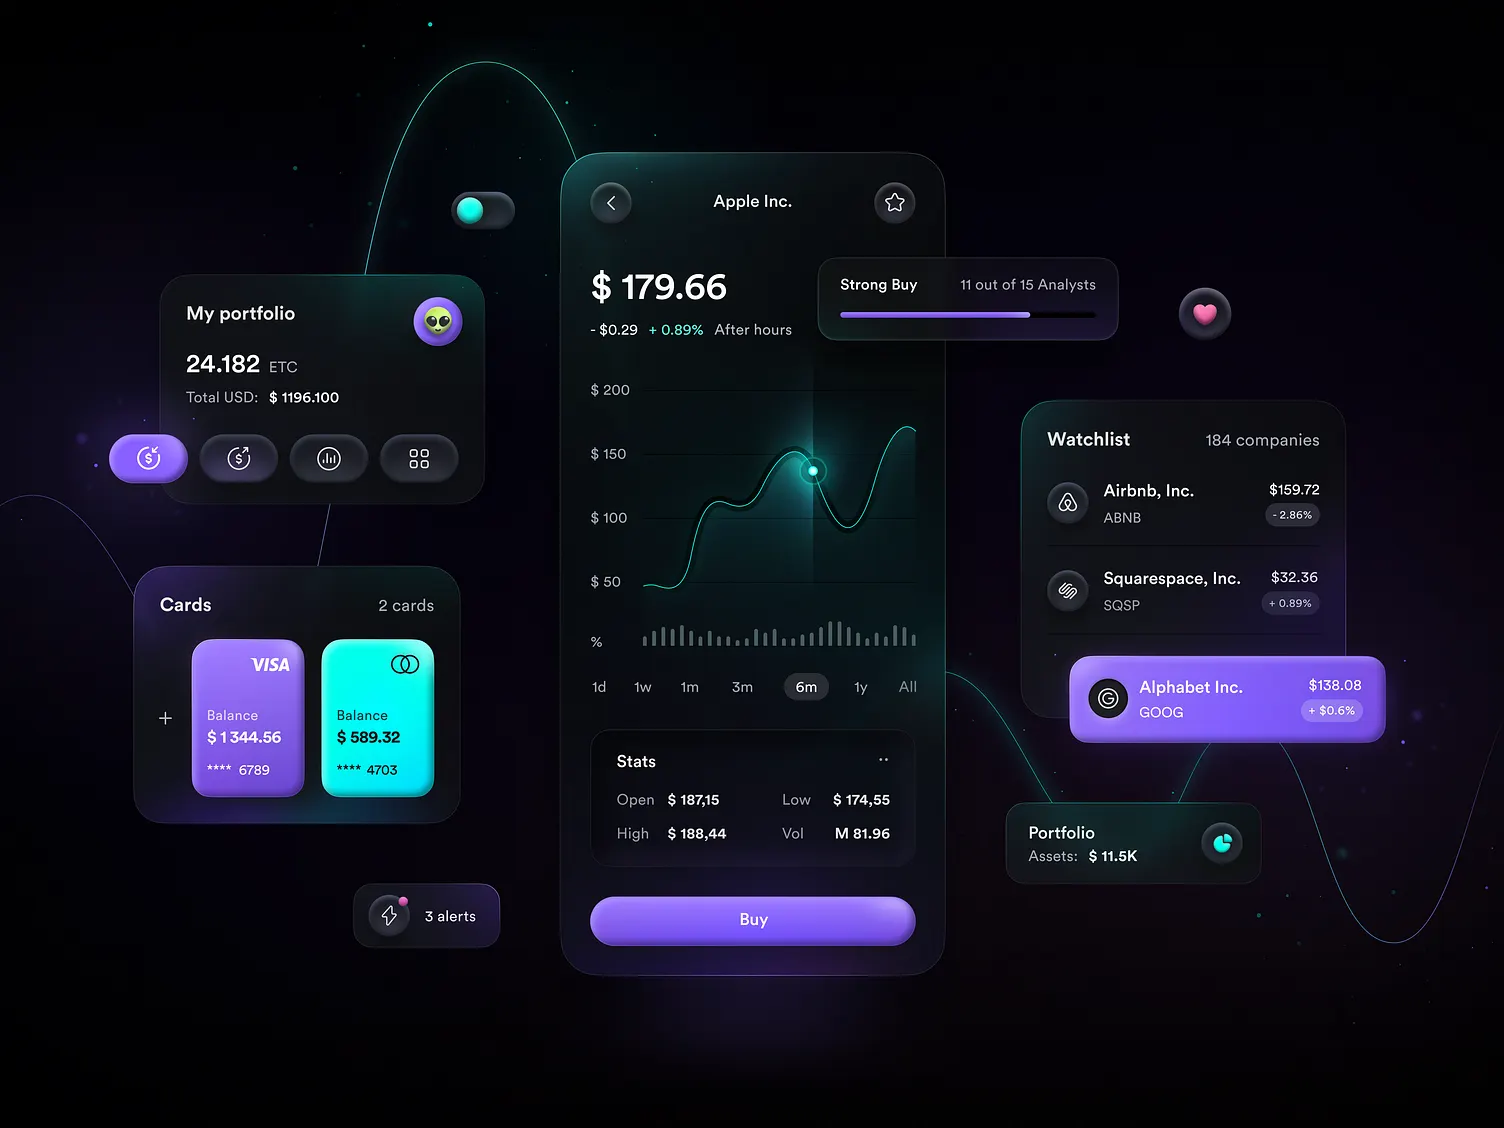 My portfolio
24.182 ETC
Total USD: $ 1196.100
Cards
2 cards
VISA
Balance
$ 1 344.56
**** 6789
Balance
$ 589.32
**** 4703
3 alerts
Apple Inc.
$ 179.66
- $0.29 + 0.89% After hours
Strong Buy 11 out of 15 Analysts
$ 200
$ 150
$ 100
$ 50
%
1d 1w 1m 3m 6m 1y All
Stats
Open $ 187,15 Low $ 174,55
High $ 188,44 Vol M 81.96
Buy
Watchlist 184 companies
Airbnb, Inc. $159.72
ABNB - 2.86%
Squarespace, Inc. $32.36
SQSP + 0.89%
Alphabet Inc. $138.08
GOOG + $0.6%
Portfolio
Assets: $ 11.5K